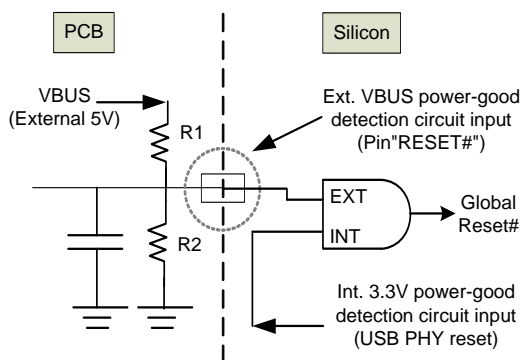 PCB
Silicon
VBUS
(External 5V)
R1
R2
Ext. VBUS power-good
detection circuit input
(Pin"RESET#")
EXT
INT
Global
Reset#
Int. 3.3V power-good
detection circuit input
(USB PHY reset)